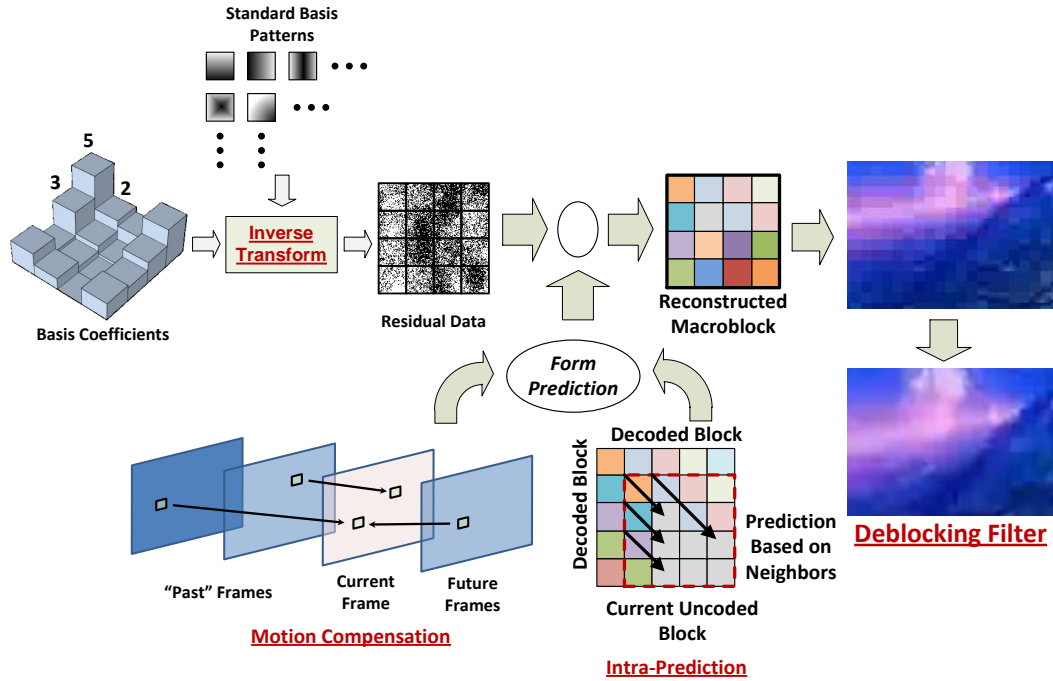 Standard Basis
Patterns
5
3
2
Inverse
Transform
Basis Coefficients
Residual Data
Reconstructed
Macroblock
Form
Prediction
Decoded Block
Decoded Block
Prediction
Based on
Neighbors
Deblocking Filter
“Past” Frames
Current
Frame
Future
Frames
Current Uncoded
Block
Motion Compensation
Intra-Prediction